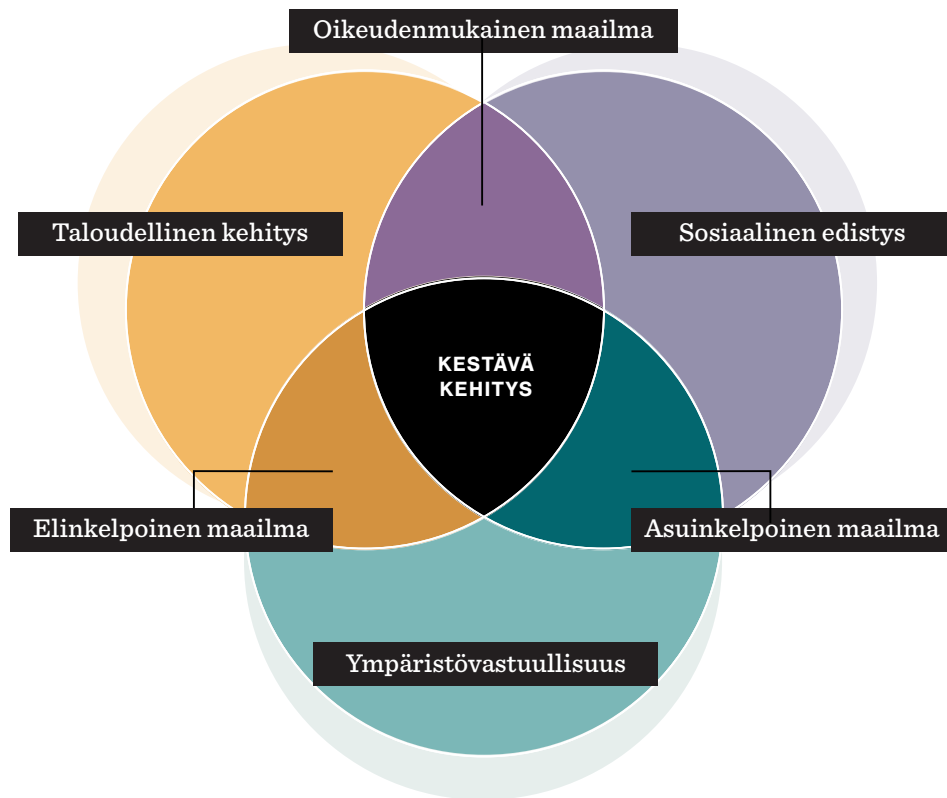 Oikeudenmukainen maailma
Taloudellinen kehitys
Sosiaalinen edistys
KESTÄVÄ
KEHITYS
Elinkelpoinen maailma
Asuinkelpoinen maailma
Ympäristövastuullisuus